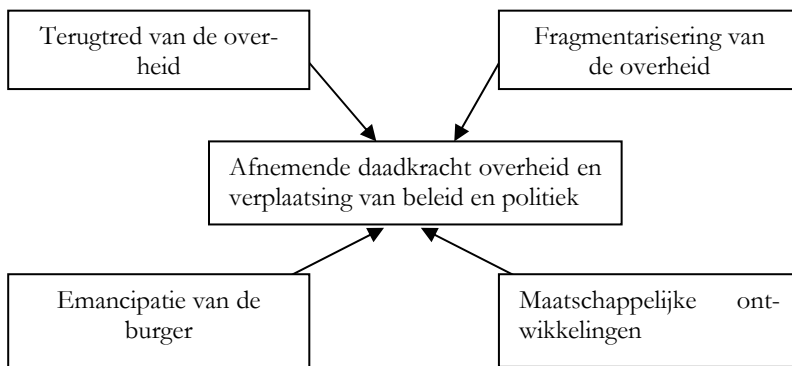 Terugtred van de over-
heid
Fragmentarisering van
de overheid
Afnemende daadkracht overheid en
verplaatsing van beleid en politiek
Emancipatie van de
burger
Maatschappelijke ont-
wikkelingen